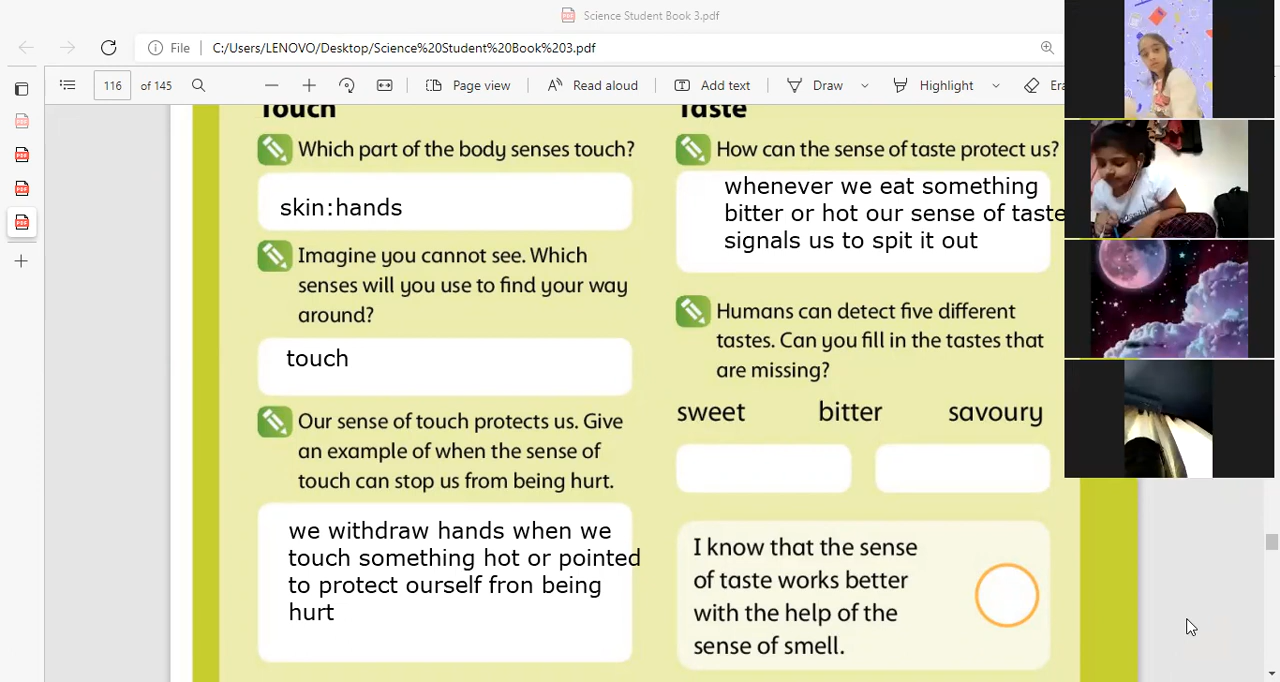 Science Student Book 3.pdf
File
C:/Users/LENOVO/Desktop/Science%20Student%20Book%203.pdf
116 of 145
Page view
Read aloud
Add text
Draw
Highlight
Era
Touch
Which part of the body senses touch?
skin:hands
Imagine you cannot see. Which
senses will you use to find your way
around?
touch
Our sense of touch protects us. Give
an example of when the sense of
touch can stop us from being hurt.
we withdraw hands when we
touch something hot or pointed
to protect ourself fron being
hurt
Taste
How can the sense of taste protect us?
whenever we eat something
bitter or hot our sense of taste
signals us to spit it out
Humans can detect five different
tastes. Can you fill in the tastes that
are missing?
sweet bitter savoury
I know that the sense
of taste works better
with the help of the
sense of smell.